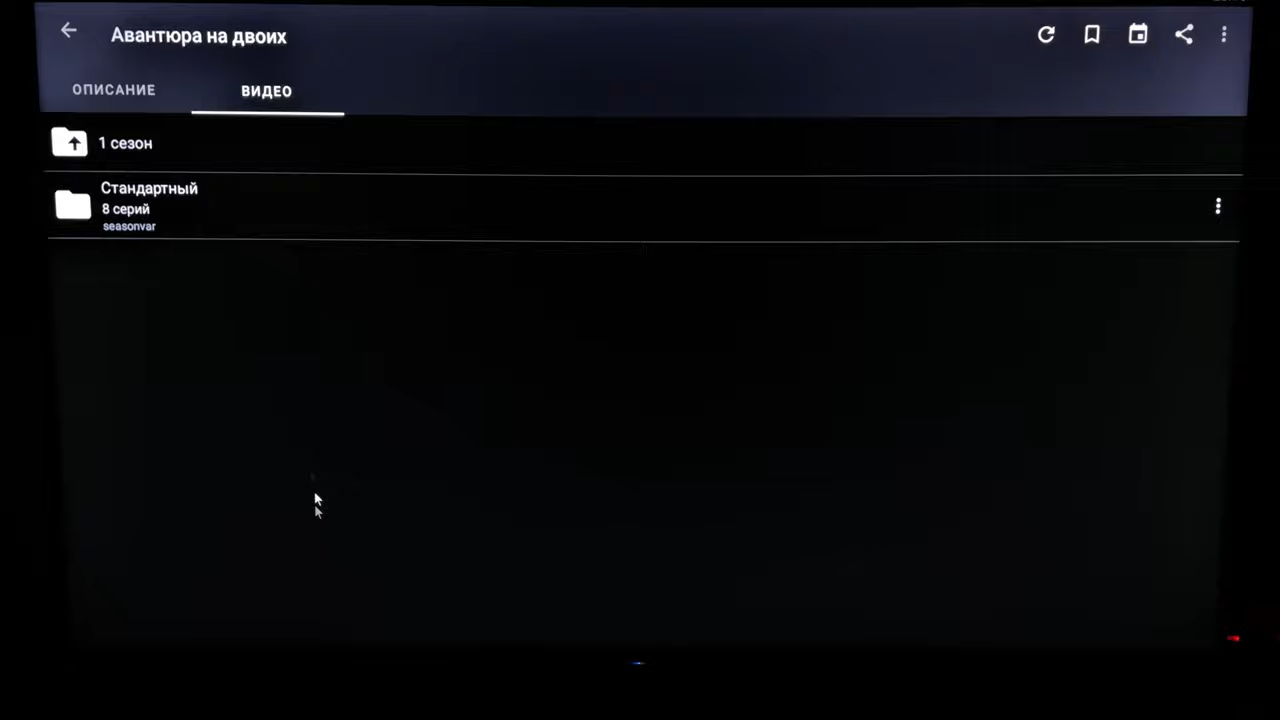 Авантюра на двоих
ОПИСАНИЕ
ВИДЕО
1 сезон
Стандартный
8 серий
seasonvar